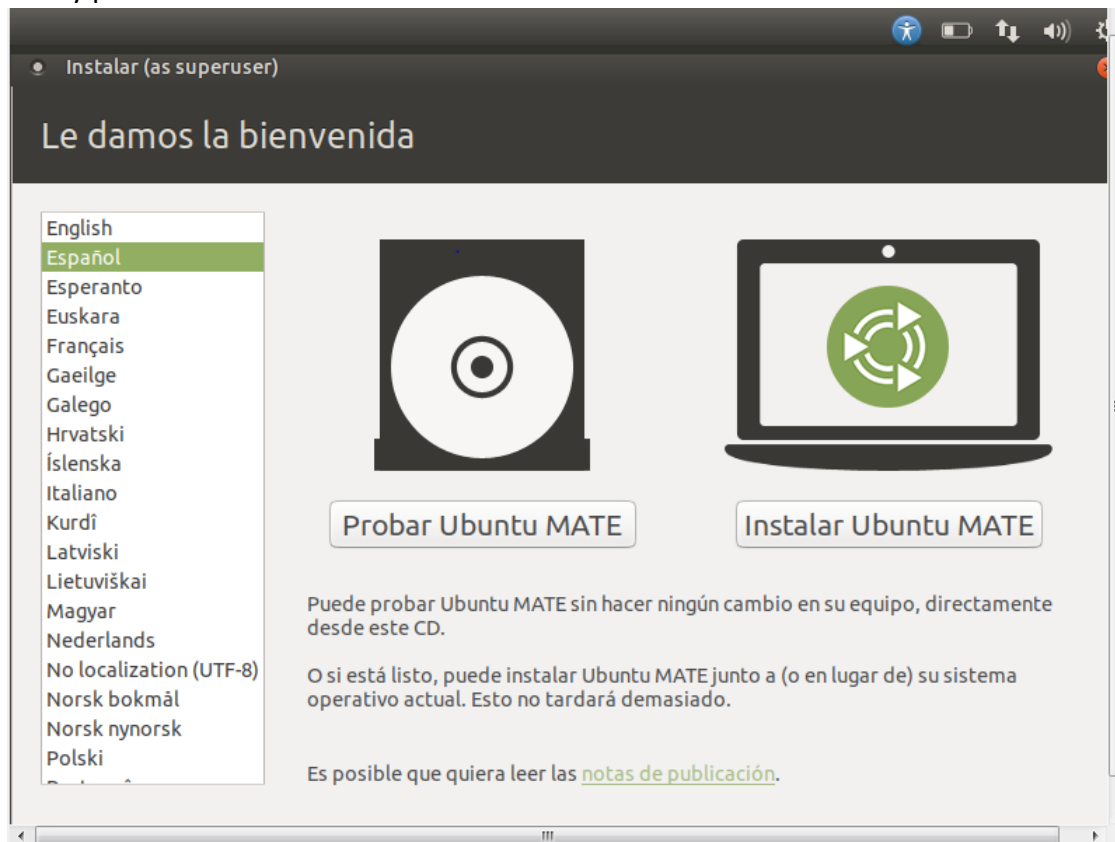 Instalar (as superuser)
Le damos la bienvenida
English
Español
Esperanto
Euskara
Français
Gaeilge
Galego
Hrvatski
Íslenska
Italiano
Kurdî
Latviski
Lietuviškai
Magyar
Nederlands
No localization (UTF-8)
Norsk bokmål
Norsk nynorsk
Polski
Probar Ubuntu MATE
Instalar Ubuntu MATE
Puede probar Ubuntu MATE sin hacer ningún cambio en su equipo, directamente
desde este CD.
O si está listo, puede instalar Ubuntu MATE junto a (o en lugar de) su sistema
operativo actual. Esto no tardará demasiado.
Es posible que quiera leer las notas de publicación.